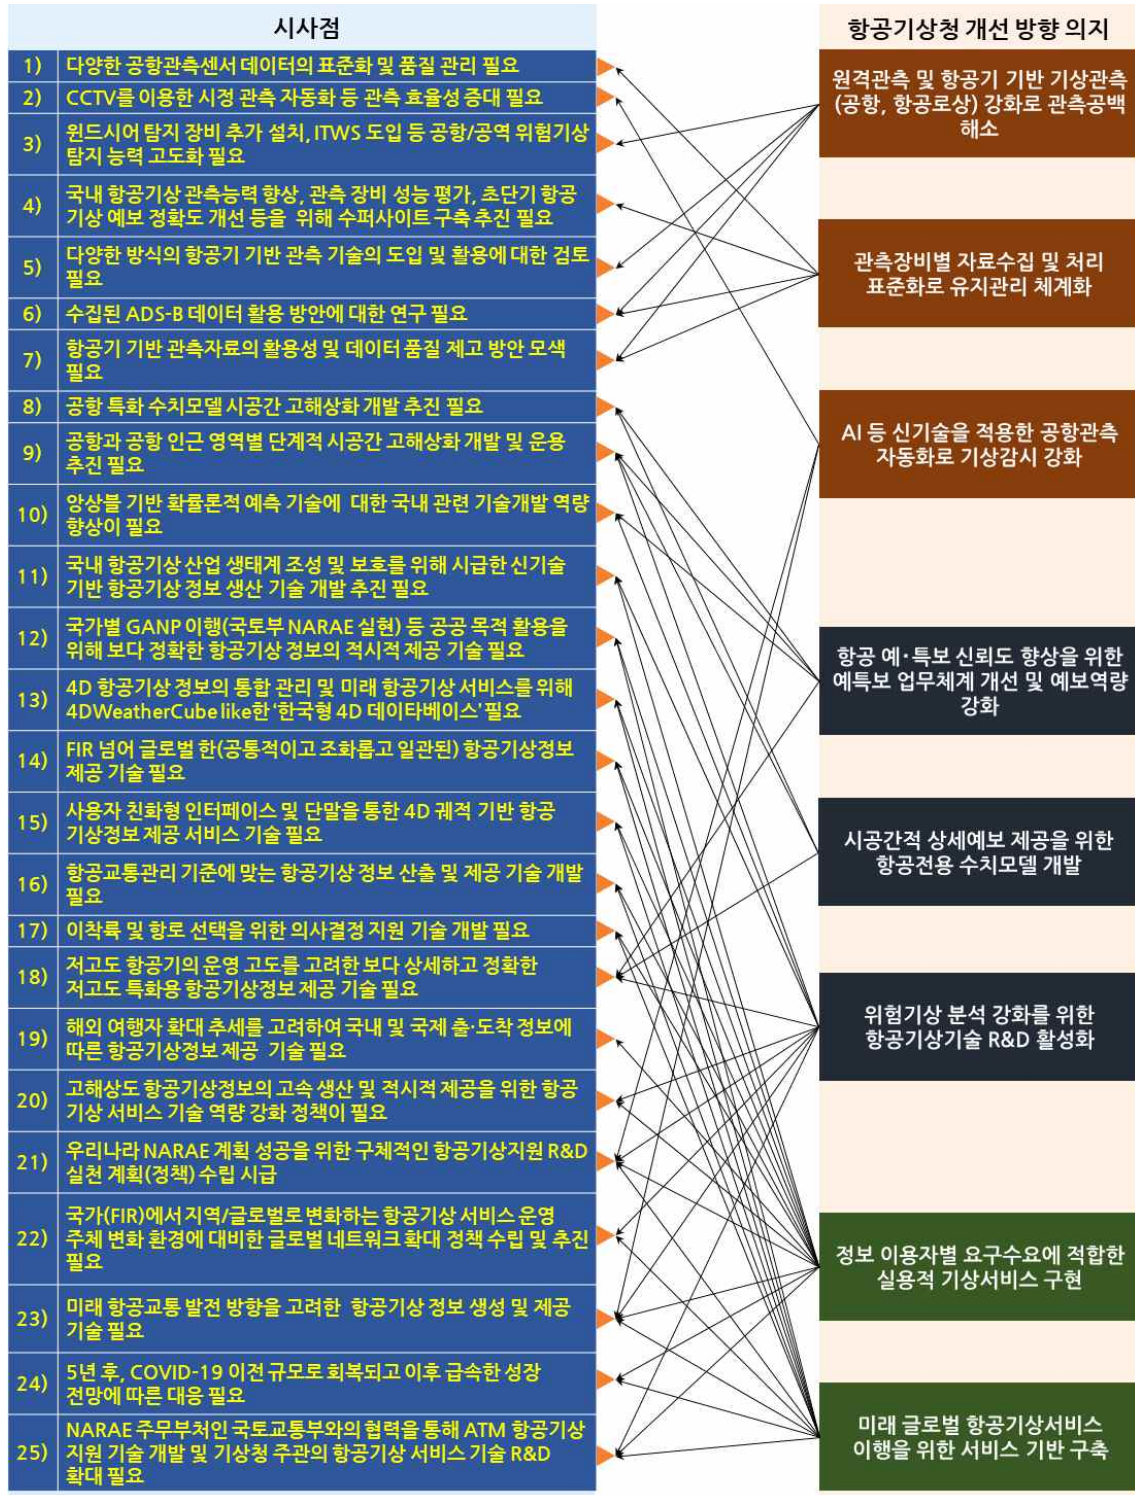 시사점
1) 다양한 공항관측센서 데이터의 표준화 및 품질 관리 필요
2) CCTV를 이용한 시정 관측 자동화 등 관측 효율성 증대 필요
3) 윈드시어 탐지 장비 추가 설치, ITWS 도입 등 공항/공역 위험기상
탐지 능력 고도화 필요
4) 국내 항공기상 관측능력 향상, 관측 장비 성능 평가, 초단기 항공
기상 예보 정확도 개선 등을 위해 수퍼사이트 구축 추진 필요
5) 다양한 방식의 항공기 기반 관측 기술의 도입 및 활용에 대한 검토
필요
6) 수집된 ADS-B 데이터 활용 방안에 대한 연구 필요
7) 항공기 기반 관측자료의 활용성 및 데이터 품질 제고 방안 모색
필요
8) 공항 특화 수치모델 시공간 고해상화 개발 추진 필요
9) 공항과 공항 인근 영역별 단계적 시공간 고해상화 개발 및 운용
추진 필요
10) 앙상블 기반 확률론적 예측 기술에 대한 국내 관련 기술개발 역량
향상이 필요
11) 국내 항공기상 산업 생태계 조성 및 보호를 위해 시급한 신기술
기반 항공기상 정보 생산 기술 개발 추진 필요
12) 국가별 GANP 이행(국토부 NARAE 실현) 등 공공 목적 활용을
위해 보다 정확한 항공기상 정보의 적시적 제공 기술 필요
13) 4D 항공기상 정보의 통합 관리 및 미래 항공기상 서비스를 위해
4DWeatherCube like한 ‘한국형 4D 데이타베이스’ 필요
14) FIR 넘어 글로벌 한(공통적이고 조화롭고 일관된) 항공기상정보
제공 기술 필요
15) 사용자 친화형 인터페이스 및 단말을 통한 4D 궤적 기반 항공
기상정보 제공 서비스 기술 필요
16) 항공교통관리 기준에 맞는 항공기상 정보 산출 및 제공 기술 개발
필요
17) 이착륙 및 항로 선택을 위한 의사결정 지원 기술 개발 필요
18) 저고도 항공기의 운영 고도를 고려한 보다 상세하고 정확한
저고도 특화용 항공기상정보 제공 기술 필요
19) 해외 여행자 확대 추세를 고려하여 국내 및 국제 출·도착 정보에
따른 항공기상정보 제공 기술 필요
20) 고해상도 항공기상정보의 고속 생산 및 적시적 제공을 위한 항공
기상 서비스 기술 역량 강화 정책이 필요
21) 우리나라 NARAE 계획 성공을 위한 구체적인 항공기상지원 R&D
실천 계획(정책) 수립 시급
22) 국가(FIR)에서 지역/글로벌로 변화하는 항공기상 서비스 운영
주체 변화 환경에 대비한 글로벌 네트워크 확대 정책 수립 및 추진
필요
23) 미래 항공교통 발전 방향을 고려한 항공기상 정보 생성 및 제공
기술 필요
24) 5년 후, COVID-19 이전 규모로 회복되고 이후 급속한 성장
전망에 따른 대응 필요
25) NARAE 주무부처인 국토교통부와의 협력을 통해 ATM 항공기상
지원 기술 개발 및 기상청 주관의 항공기상 서비스 기술 R&D
확대 필요
항공기상청 개선 방향 의지
원격관측 및 항공기 기반 기상관측
(공항, 항공로상) 강화로 관측공백
해소
관측장비별 자료수집 및 처리
표준화로 유지관리 체계화
AI 등 신기술을 적용한 공항관측
자동화로 기상감시 강화
항공 예·특보 신뢰도 향상을 위한
예특보 업무체계 개선 및 예보역량
강화
시공간적 상세예보 제공을 위한
항공전용 수치모델 개발
위험기상 분석 강화를 위한
항공기상기술 R&D 활성화
정보 이용자별 요구수요에 적합한
실용적 기상서비스 구현
미래 글로벌 항공기상서비스
이행을 위한 서비스 기반 구축